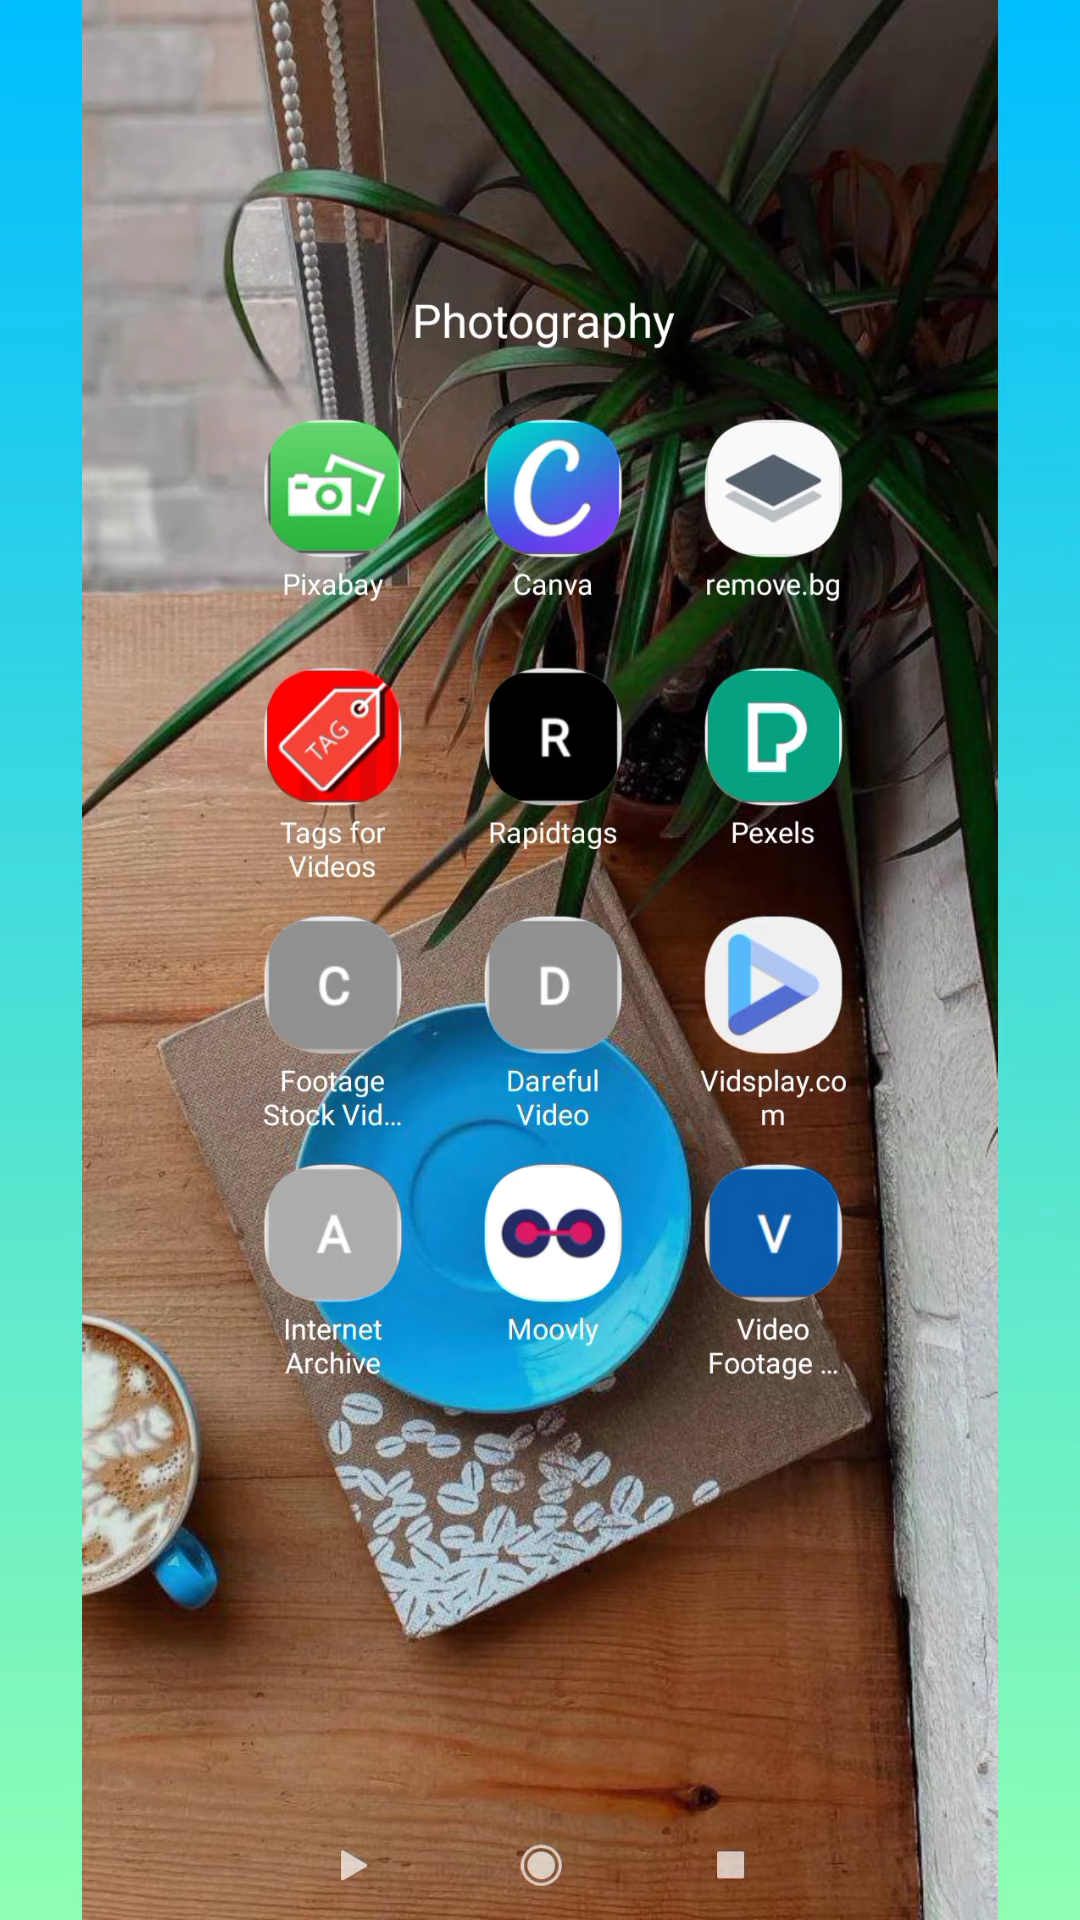 Photography
Pixabay
Canva
remove.bg
TAG
Tags for
Videos
R
Rapidtags
Pexels
C
Footage
Stock Vid...
D
Dareful
Video
Vidsplay.co
m
A
Internet
Archive
Moovly
V
Video
Footage ...